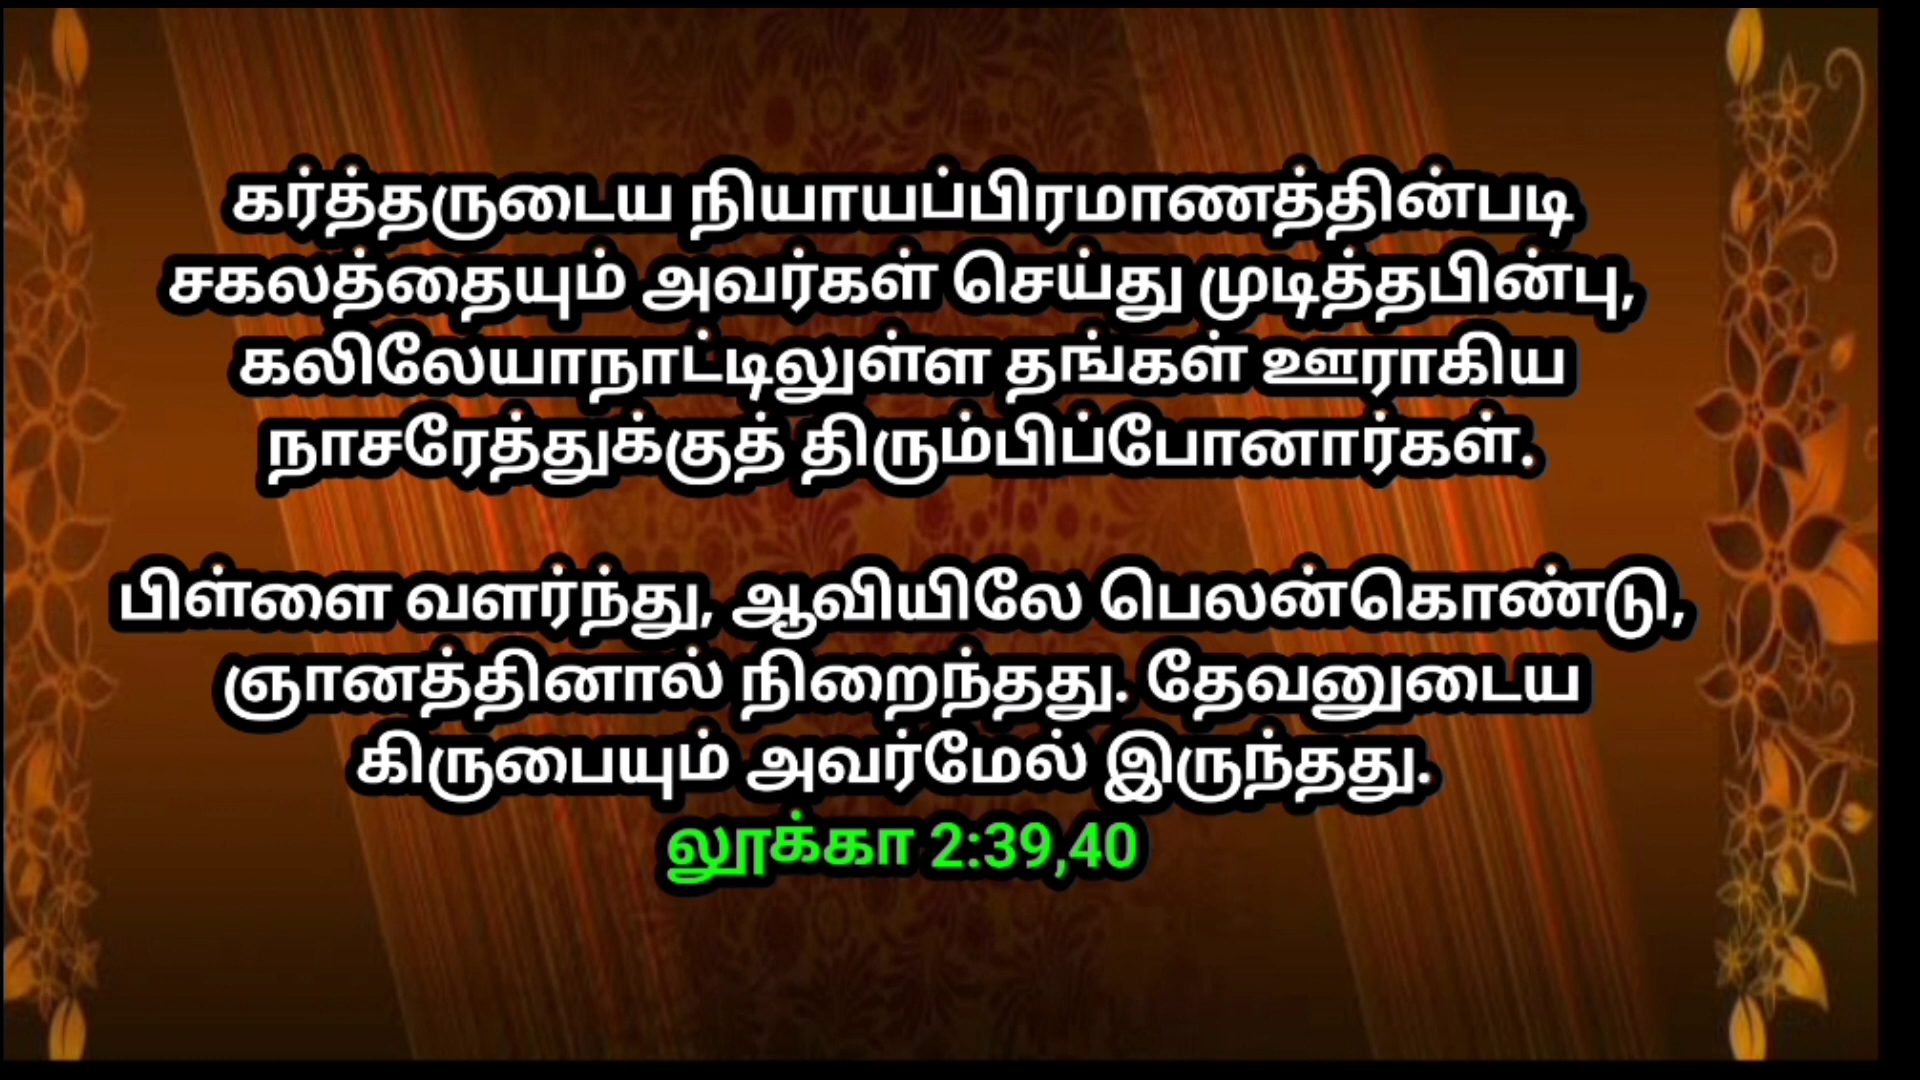 கர்த்தருடைய நியாயப்பிரமாணத்தின்படி
சகலத்தையும் அவர்கள் செய்து முடித்தபின்பு,
கலிலேயாநாட்டிலுள்ள தங்கள் ஊராகிய
நாசரேத்துக்குத் திரும்பிப்போனார்கள்.
பிள்ளை வளர்ந்து, ஆவியிலே பெலன்கொண்டு,
ஞானத்தினால் நிறைந்தது. தேவனுடைய
கிருபையும் அவர்மேல் இருந்தது.
லூக்கா 2:39,40